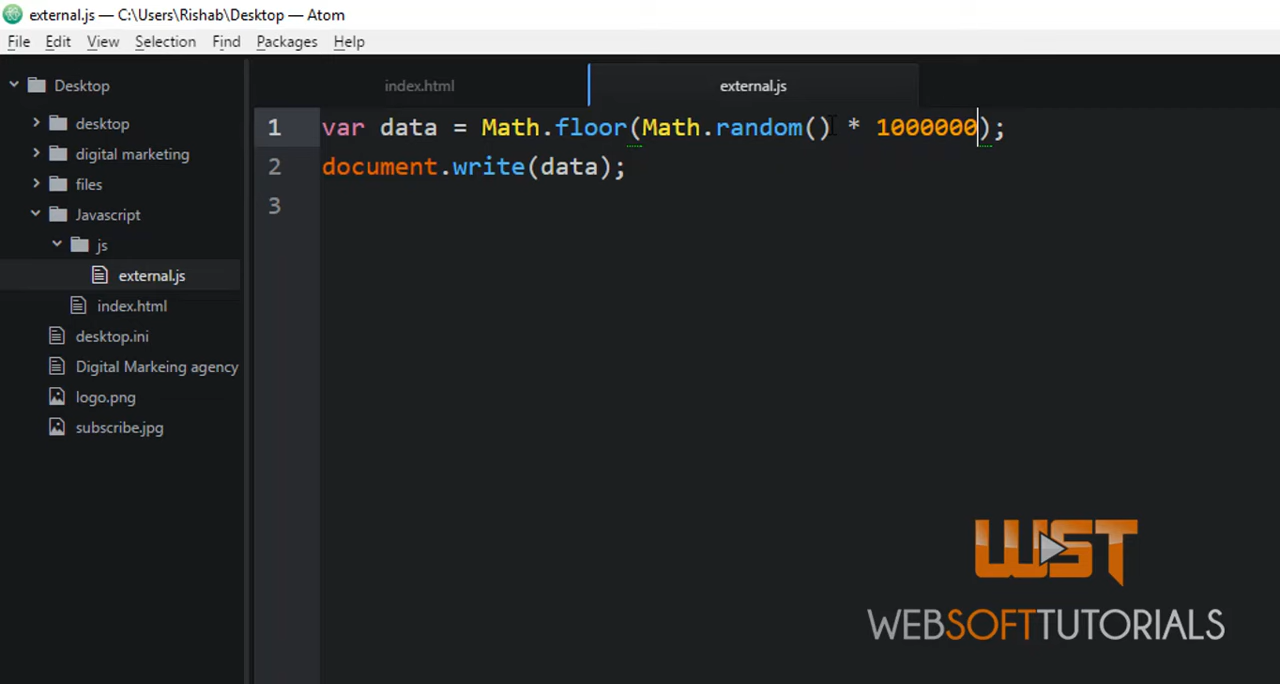 external.js — C:\Users\Rishab\Desktop — Atom
File Edit View Selection Find Packages Help
Desktop
desktop
digital marketing
files
Javascript
js
external.js
index.html
desktop.ini
Digital Markeing agency
logo.png
subscribe.jpg
index.html external.js
1 var data = Math.floor(Math.random() * 1000000);
2 document.write(data);
3
WST
WEBSOFTTUTORIALS